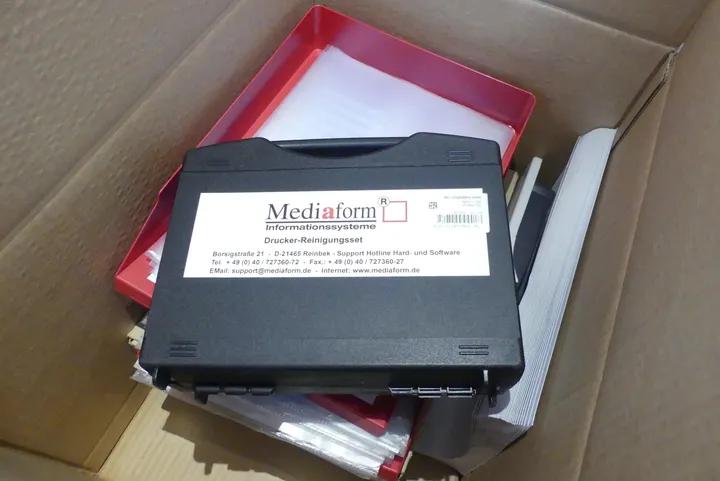 Mediaform ®
Informationssysteme
Drucker-Reinigungsset
Borsigstraße 21 - D-21465 Reinbek - Support Hotline Hard- und Software
Tel. + 49 (0) 40 / 727360-72 - Fax.: + 49 (0) 40 / 727360-27
EMail: support@mediaform.de - Internet: www.mediaform.de